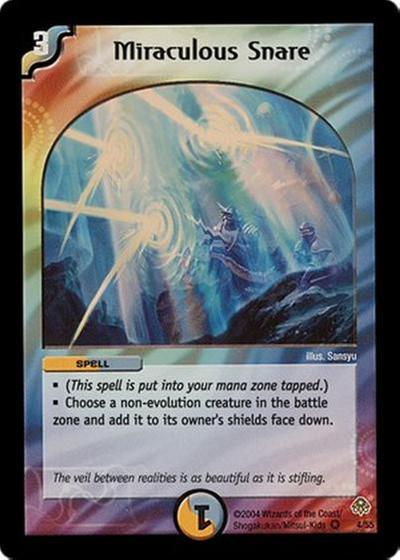 3
Miraculous Snare
illus. Sansyu
SPELL
▪ (This spell is put into your mana zone tapped.)
▪ Choose a non-evolution creature in the battle
zone and add it to its owner's shields face down.
The veil between realities is as beautiful as it is stifling.
1
©2004 Wizards of the Coast/
Shogakukan/Mitsui-Kids
4/55